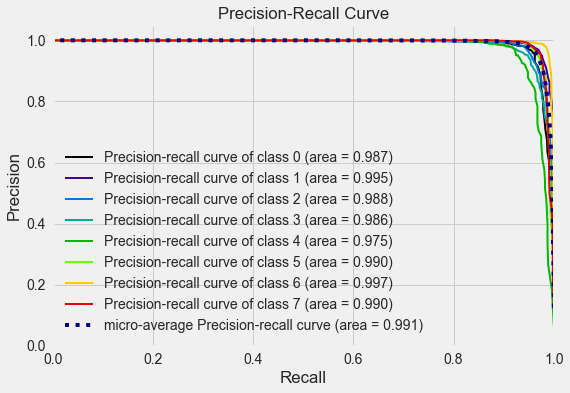 Precision-Recall Curve
1.0
0.8
0.6
0.4
0.2
0.0
Precision
Precision-recall curve of class 0 (area = 0.987)
Precision-recall curve of class 1 (area = 0.995)
Precision-recall curve of class 2 (area = 0.988)
Precision-recall curve of class 3 (area = 0.986)
Precision-recall curve of class 4 (area = 0.975)
Precision-recall curve of class 5 (area = 0.990)
Precision-recall curve of class 6 (area = 0.997)
Precision-recall curve of class 7 (area = 0.990)
micro-average Precision-recall curve (area = 0.991)
0.0 0.2 0.4 0.6 0.8 1.0
Recall